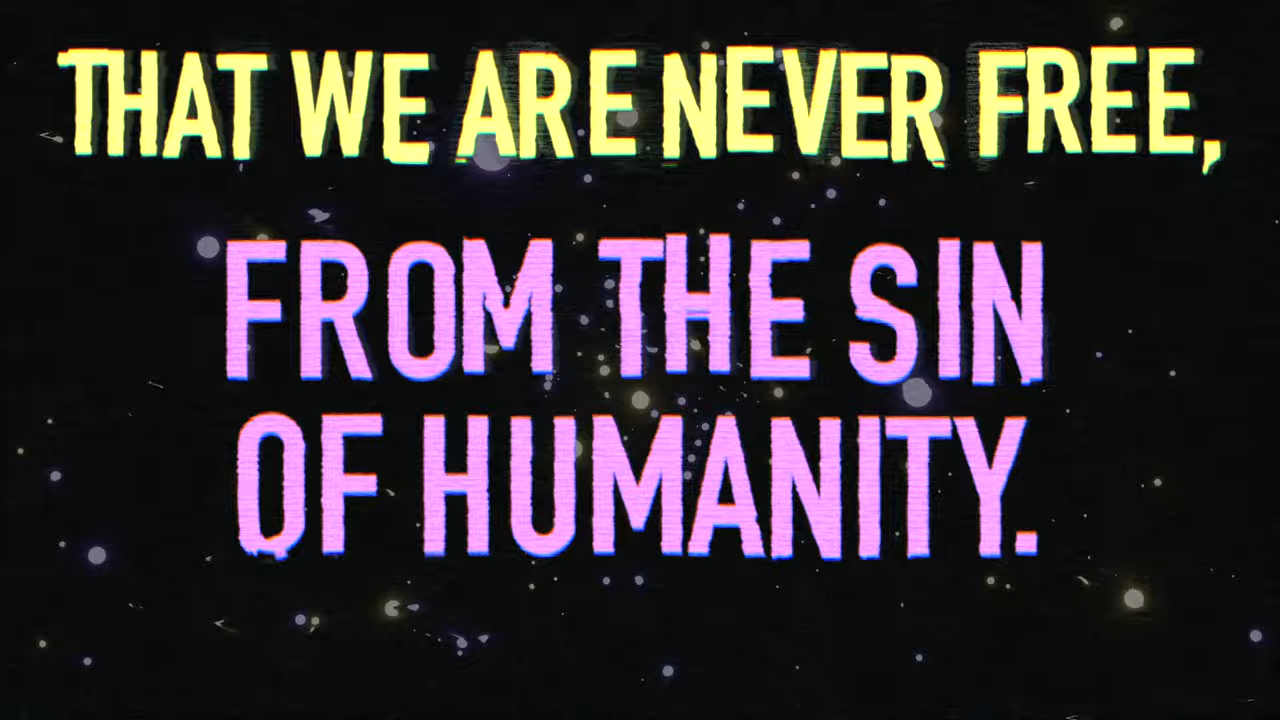 THAT WE ARE NEVER FREE,
FROM THE SIN
OF HUMANITY.